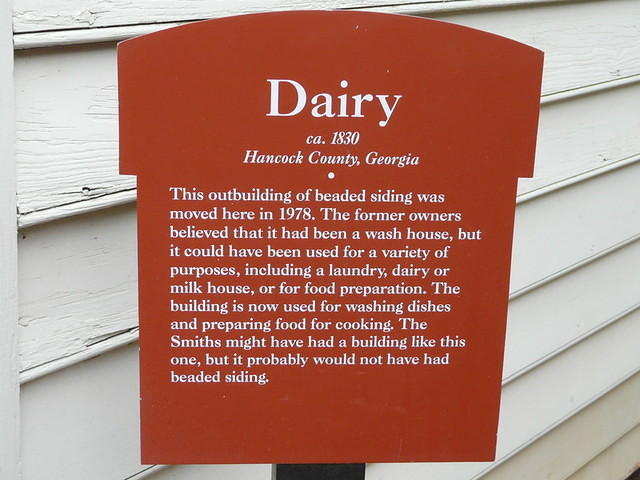 Dairy
ca. 1830
Hancock County, Georgia
•
This outbuilding of beaded siding was
moved here in 1978. The former owners
believed that it had been a wash house, but
it could have been used for a variety of
purposes, including a laundry, dairy or
milk house, or for food preparation. The
building is now used for washing dishes
and preparing food for cooking. The
Smiths might have had a building like this
one, but it probably would not have had
beaded siding.